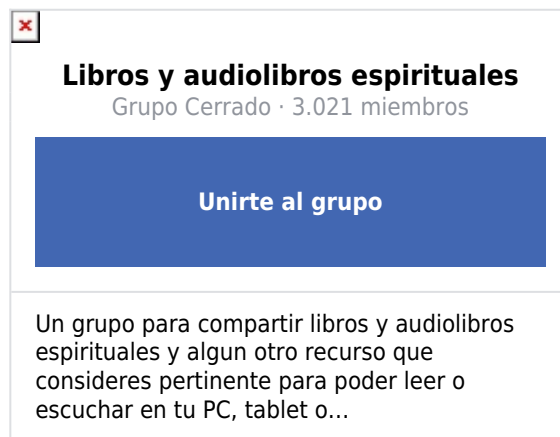 Libros y audiolibros espirituales
Grupo Cerrado · 3.021 miembros
Unirte al grupo
Un grupo para compartir libros y audiolibros
espirituales y algun otro recurso que
consideres pertinente para poder leer o
escuchar en tu PC, tablet o...